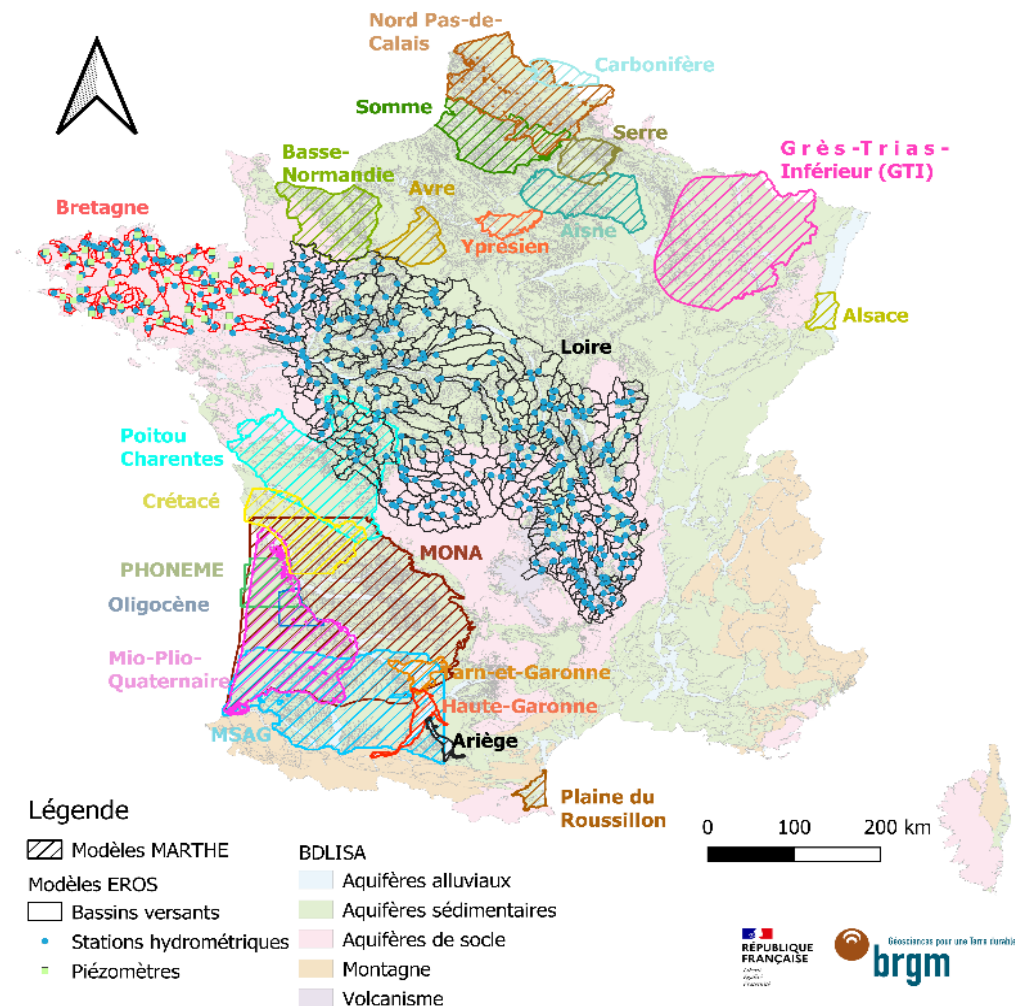 Nord Pas-de-
Calais
Carbonifère
Somme
Serre
Basse-
Normandie
Grès-Trias-
Inférieur (GTI)
Avre
Bretagne
Yprésien
Aisne
Alsace
Loire
Poitou
Charentes
Crétacé
MONA
PHONEME
Oligocène
Mio-Plio-
Quaternaire
Tarn-et-Garonne
Haute-Garonne
MSAG
Ariège
Plaine du
Roussillon
0 100 200 km
Légende
Modèles MARTHE
Modèles EROS
Bassins versants
Stations hydrométriques
Piézomètres
BDLISA
Aquifères alluviaux
Aquifères sédimentaires
Aquifères de socle
Montagne
Volcanisme
RÉPUBLIQUE
FRANÇAISE
Géosciences pour une Terre durable
brgm